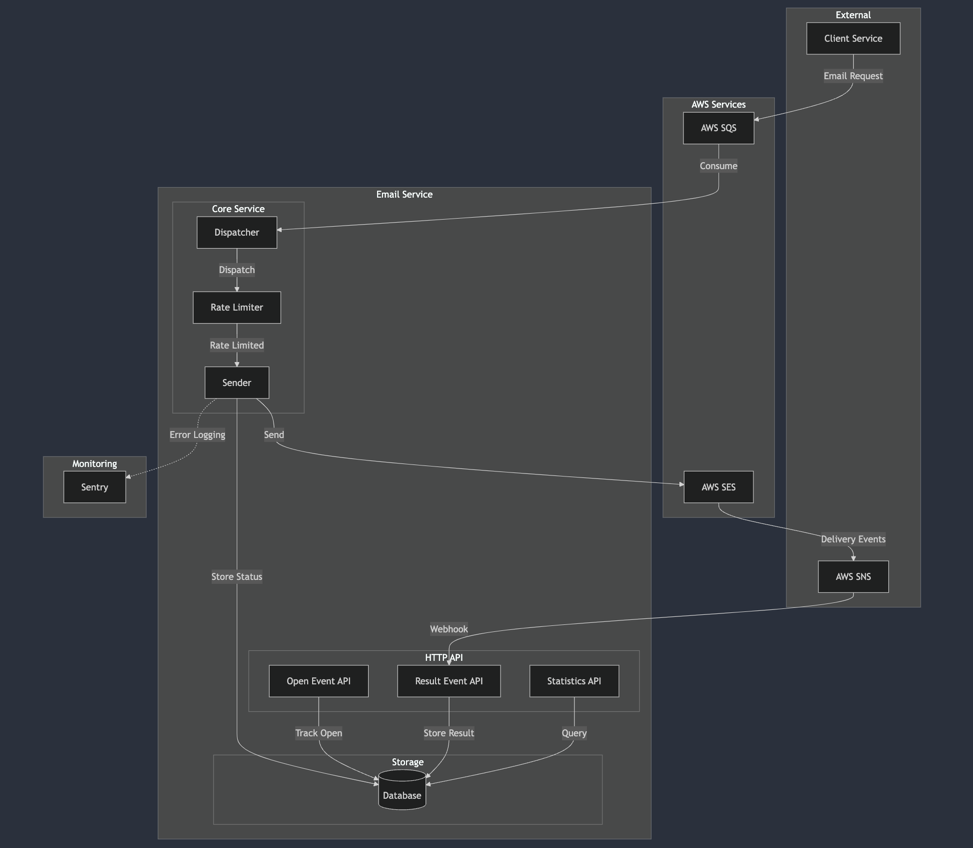 External
Client Service
Email Request
AWS Services
AWS SQS
Consume
Email Service
Core Service
Dispatcher
Dispatch
Rate Limiter
Rate Limited
Sender
Error Logging
Send
Monitoring
Sentry
AWS SES
Delivery Events
AWS SNS
Store Status
Webhook
HTTP API
Open Event API
Result Event API
Statistics API
Track Open
Store Result
Query
Storage
Database